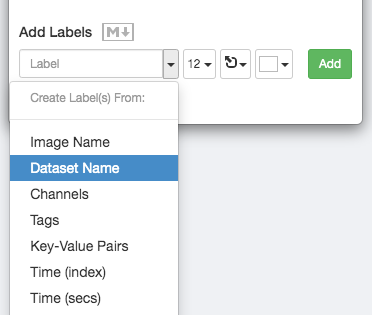 Add Labels M↓
Label 12 Add
Create Label(s) From:
Image Name
Dataset Name
Channels
Tags
Key-Value Pairs
Time (index)
Time (secs)